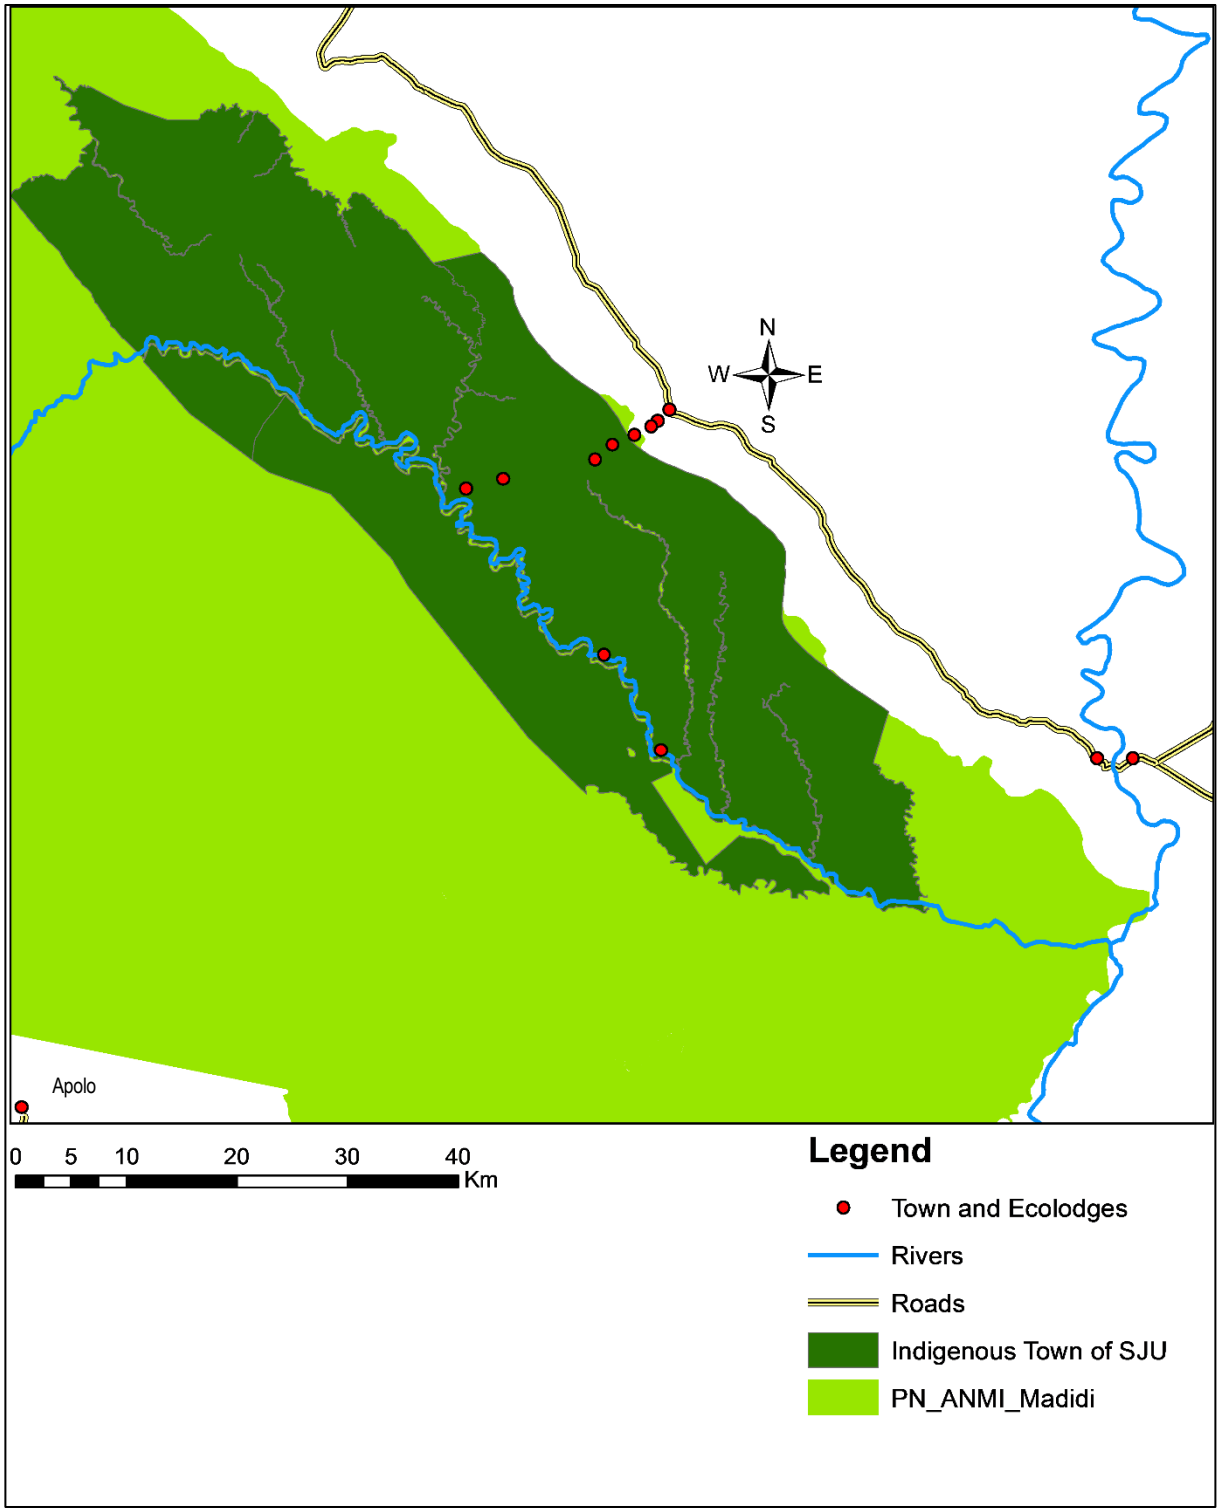 N
W E
S
Apolo
0 5 10 20 30 40
Km
Legend
Town and Ecolodges
Rivers
Roads
Indigenous Town of SJU
PN_ANMI_Madidi